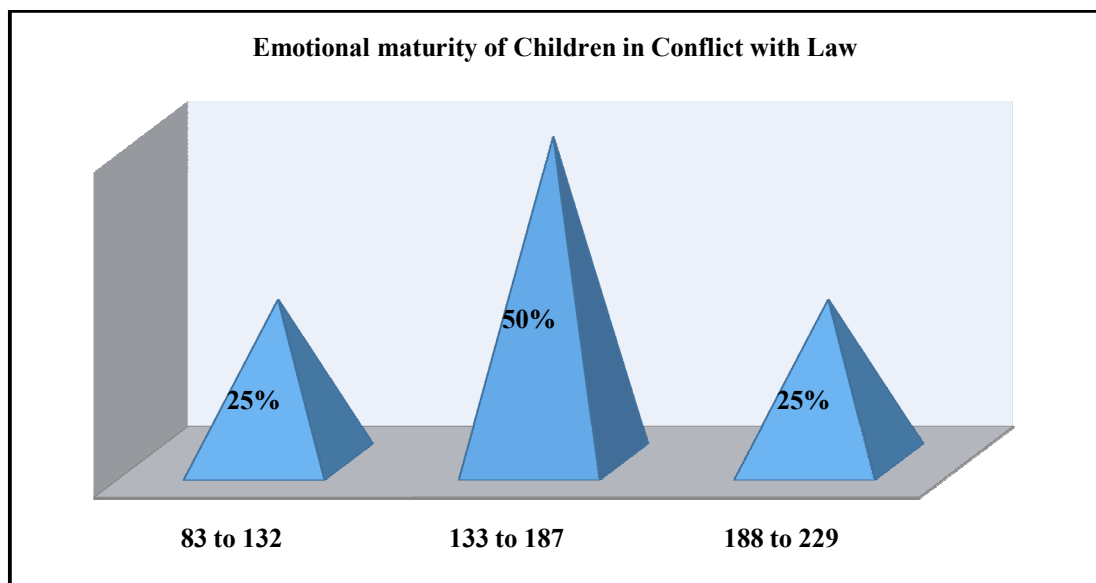 Emotional maturity of Children in Conflict with Law
50%
25%
25%
83 to 132
133 to 187
188 to 229